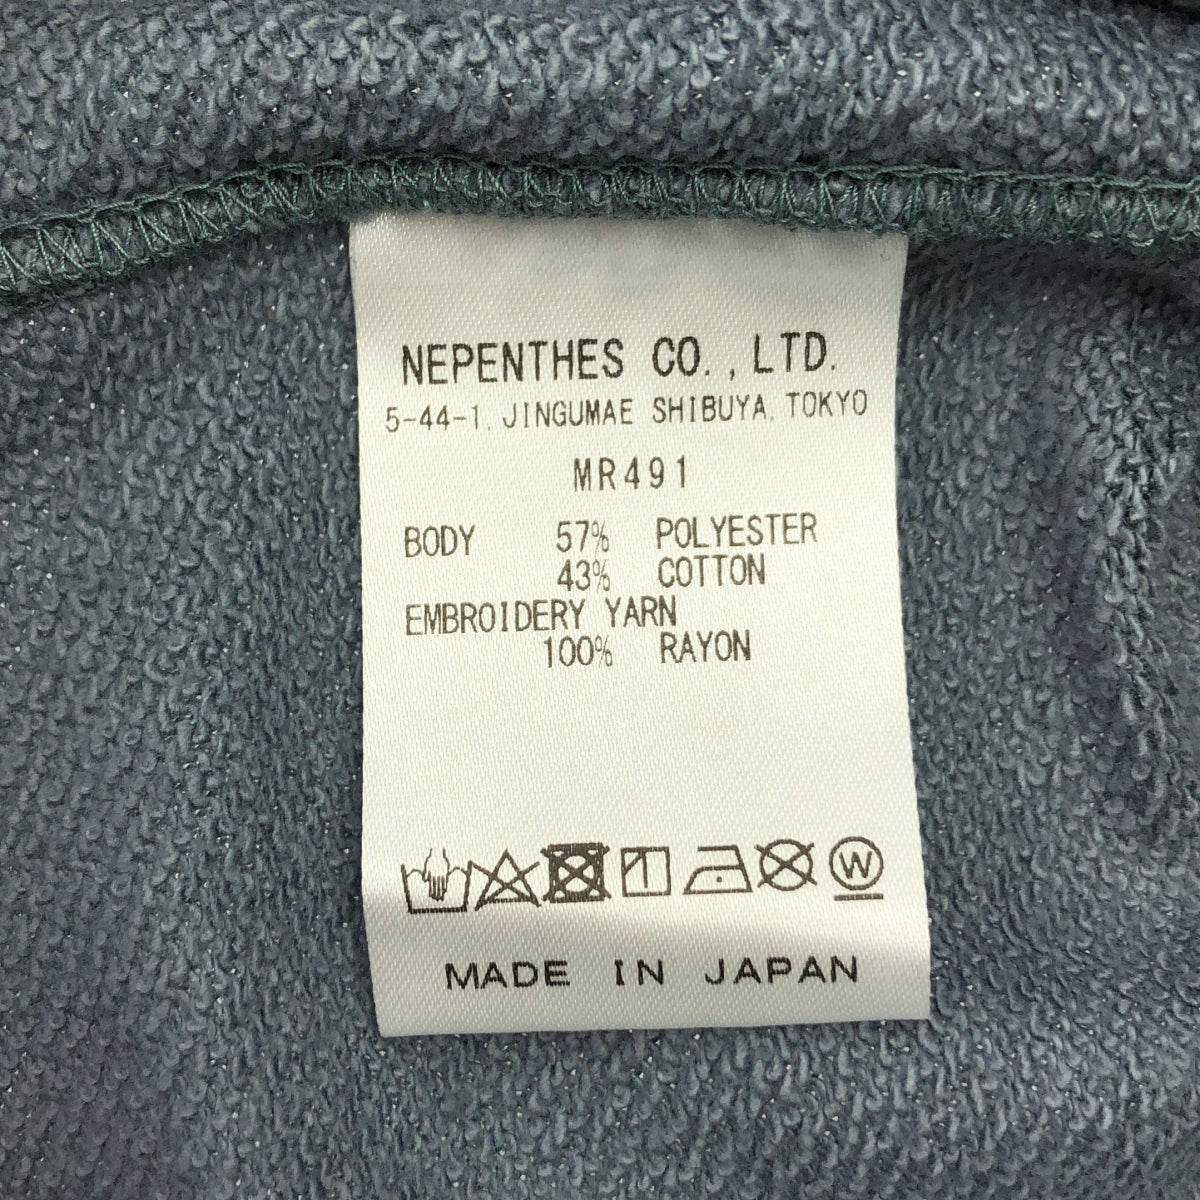 NEPENTHES CO., LTD.
5-44-1, JINGUMAE SHIBUYA, TOKYO
MR491
BODY 57% POLYESTER
43% COTTON
EMBROIDERY YARN
100% RAYON
W
MADE IN JAPAN